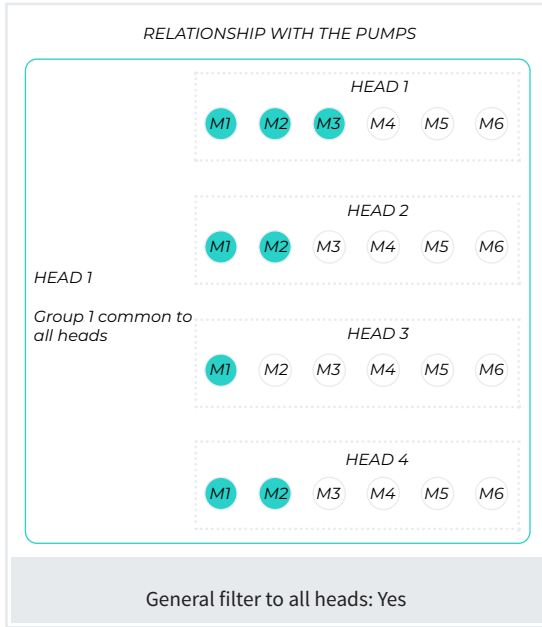 RELATIONSHIP WITH THE PUMPS
HEAD 1
M1 M2 M3 M4 M5 M6
HEAD 2
M1 M2 M3 M4 M5 M6
HEAD 1
Group 1 common to
all heads
HEAD 3
M1 M2 M3 M4 M5 M6
HEAD 4
M1 M2 M3 M4 M5 M6
General filter to all heads: Yes